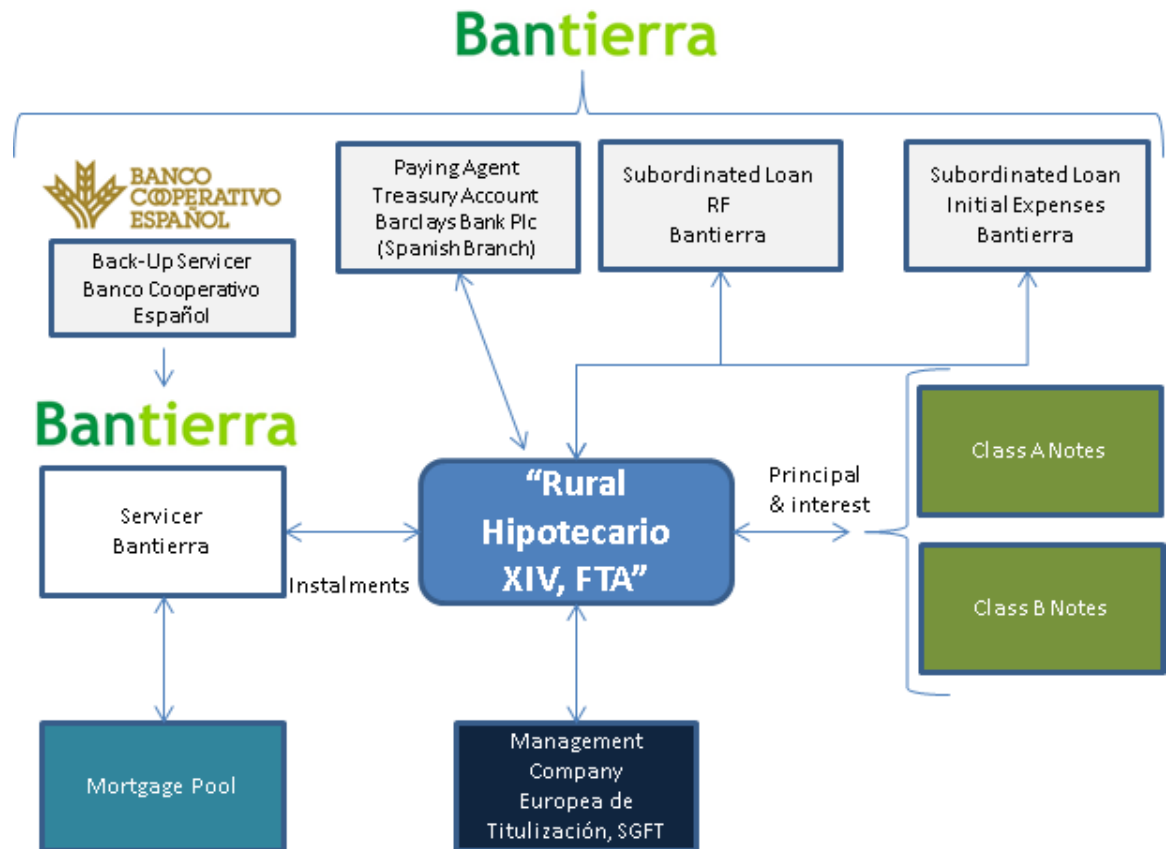 Bantierra
BANCO
COOPERATIVO
ESPAÑOL
Back-Up Servicer
Banco Cooperativo
Español
Paying Agent
Treasury Account
Barclays Bank Plc
(Spanish Branch)
Subordinated Loan
RF
Bantierra
Subordinated Loan
Initial Expenses
Bantierra
Bantierra
Servicer
Bantierra
Instalments
“Rural
Hipotecario
XIV, FTA”
Principal
& interest
Class A Notes
Class B Notes
Mortgage Pool
Management
Company
Europea de
Titulización, SGFT